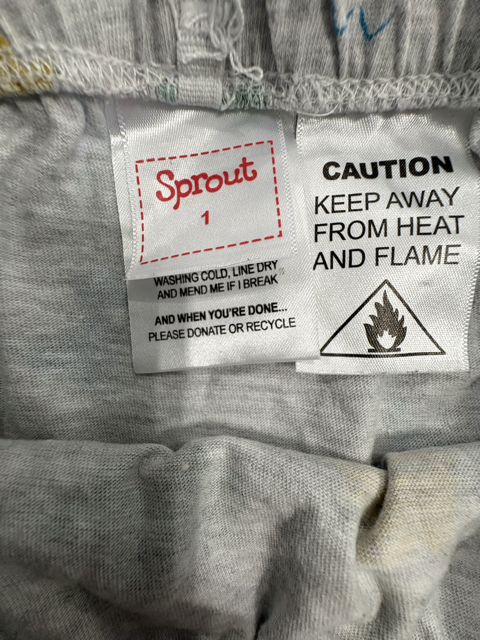 Sprout
1
WASHING COLD, LINE DRY
AND MEND ME IF I BREAK
AND WHEN YOU'RE DONE...
PLEASE DONATE OR RECYCLE
CAUTION
KEEP AWAY
FROM HEAT
AND FLAME